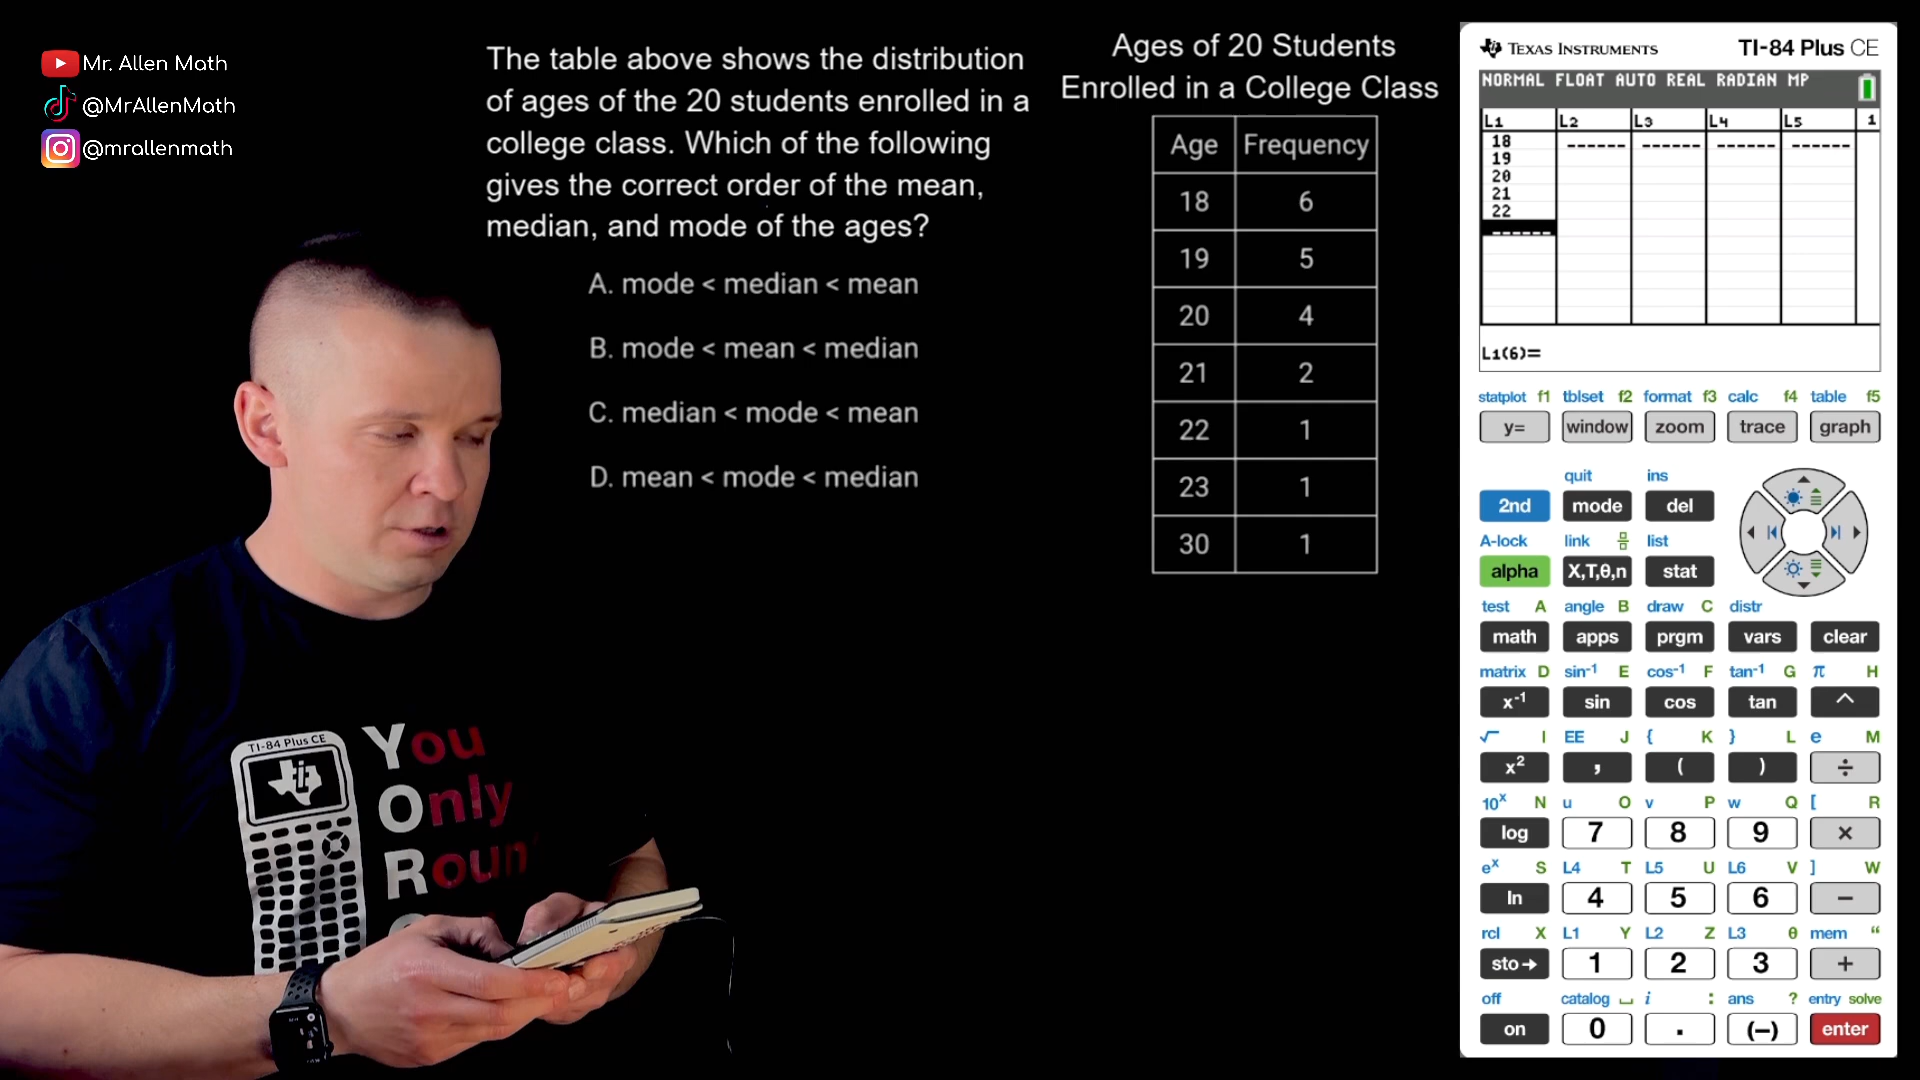 Mr. Allen Math
@MrAllenMath
@mrallenmath
The table above shows the distribution
of ages of the 20 students enrolled in a
college class. Which of the following
gives the correct order of the mean,
median, and mode of the ages?
A. mode < median < mean
B. mode < mean < median
C. median < mode < mean
D. mean < mode < median
Ages of 20 Students
Enrolled in a College Class
Age Frequency
18 6
19 5
20 4
21 2
22 1
23 1
30 1
TI-84 Plus CE
You
Only
Roun
TEXAS INSTRUMENTS TI-84 Plus CE
NORMAL FLOAT AUTO REAL RADIAN MP
L1 L2 L3 L4 L5 1
18 ------ ------ ------ ------
19
20
21
22
------
L1(6)=
statplot f1 tblset f2 format f3 calc f4 table f5
y= window zoom trace graph
quit ins
2nd mode del
A-lock link list
alpha X,T,θ,n stat
test A angle B draw C distr
math apps prgm vars clear
matrix D sin⁻¹ E cos⁻¹ F tan⁻¹ G π H
x⁻¹ sin cos tan ^
√ I EE J { K } L e M
x² , ( ) ÷
10ˣ N u O v P w Q [ R
log 7 8 9 ×
eˣ S L4 T L5 U L6 V ] W
ln 4 5 6 −
rcl X L1 Y L2 Z L3 θ mem “
sto→ 1 2 3 +
off catalog ⎵ i : ans ? entry solve
on 0 . (−) enter